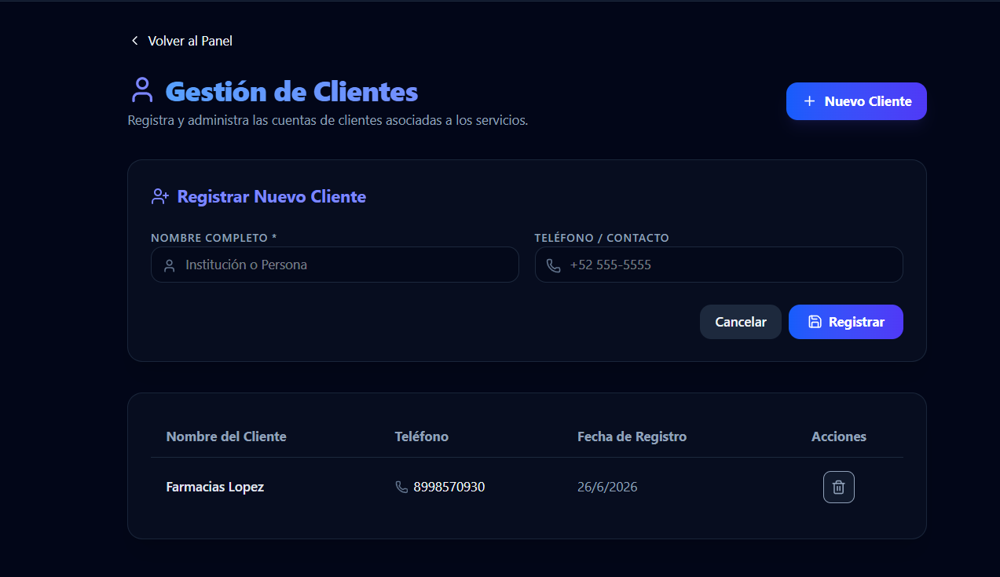 Volver al Panel
Gestión de Clientes
Registra y administra las cuentas de clientes asociadas a los servicios.
+ Nuevo Cliente
Registrar Nuevo Cliente
NOMBRE COMPLETO * TELÉFONO / CONTACTO
Institución o Persona +52 555-5555
Cancelar Registrar
Nombre del Cliente Teléfono Fecha de Registro Acciones
Farmacias Lopez 8998570930 26/6/2026